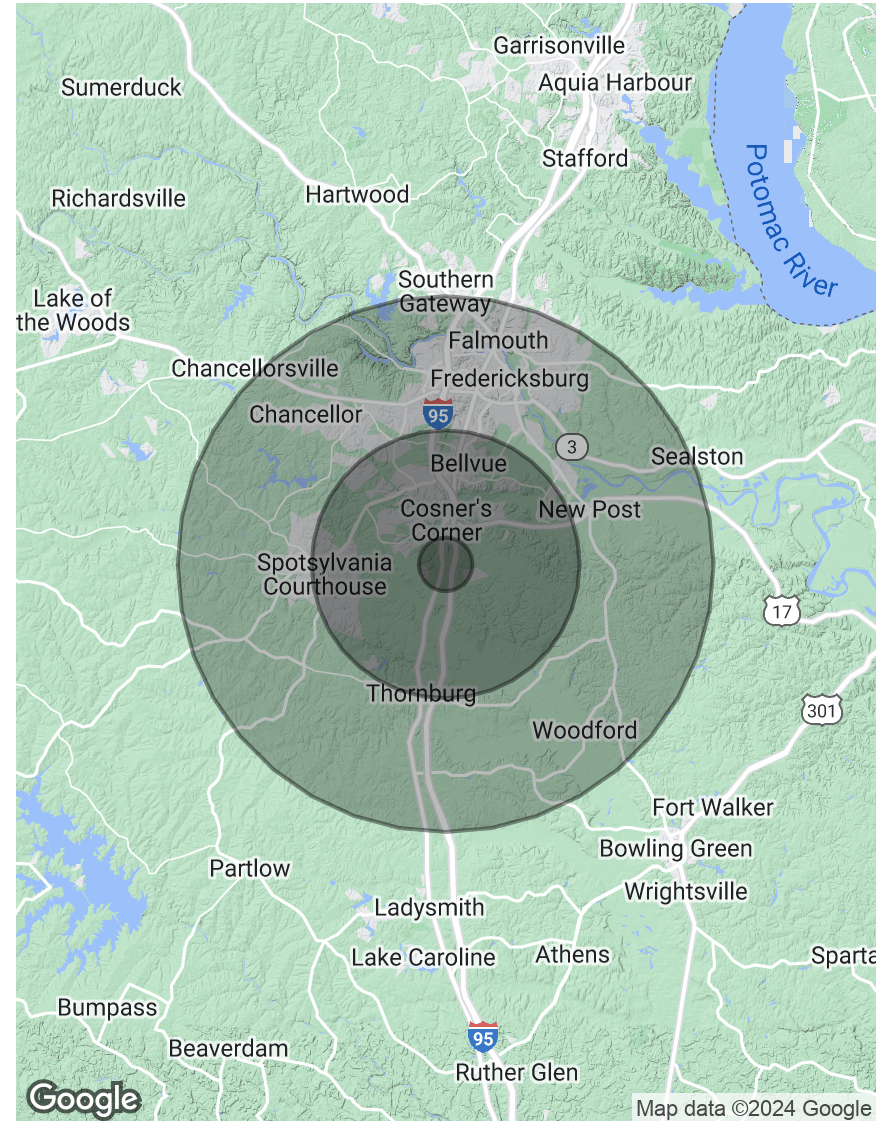 Garrisonville
Aquia Harbour
Sumerduck
Stafford
Potomac River
Richardsville
Hartwood
Southern
Gateway
Lake of
the Woods
Falmouth
Chancellorsville
Fredericksburg
Chancellor
95
3
Bellvue
Sealston
Cosner's
Corner
New Post
Spotsylvania
Courthouse
17
Thornburg
301
Woodford
Fort Walker
Bowling Green
Partlow
Wrightsville
Ladysmith
Lake Caroline
Athens
Sparta
Bumpass
95
Beaverdam
Ruther Glen
Google
Map data ©2024 Google